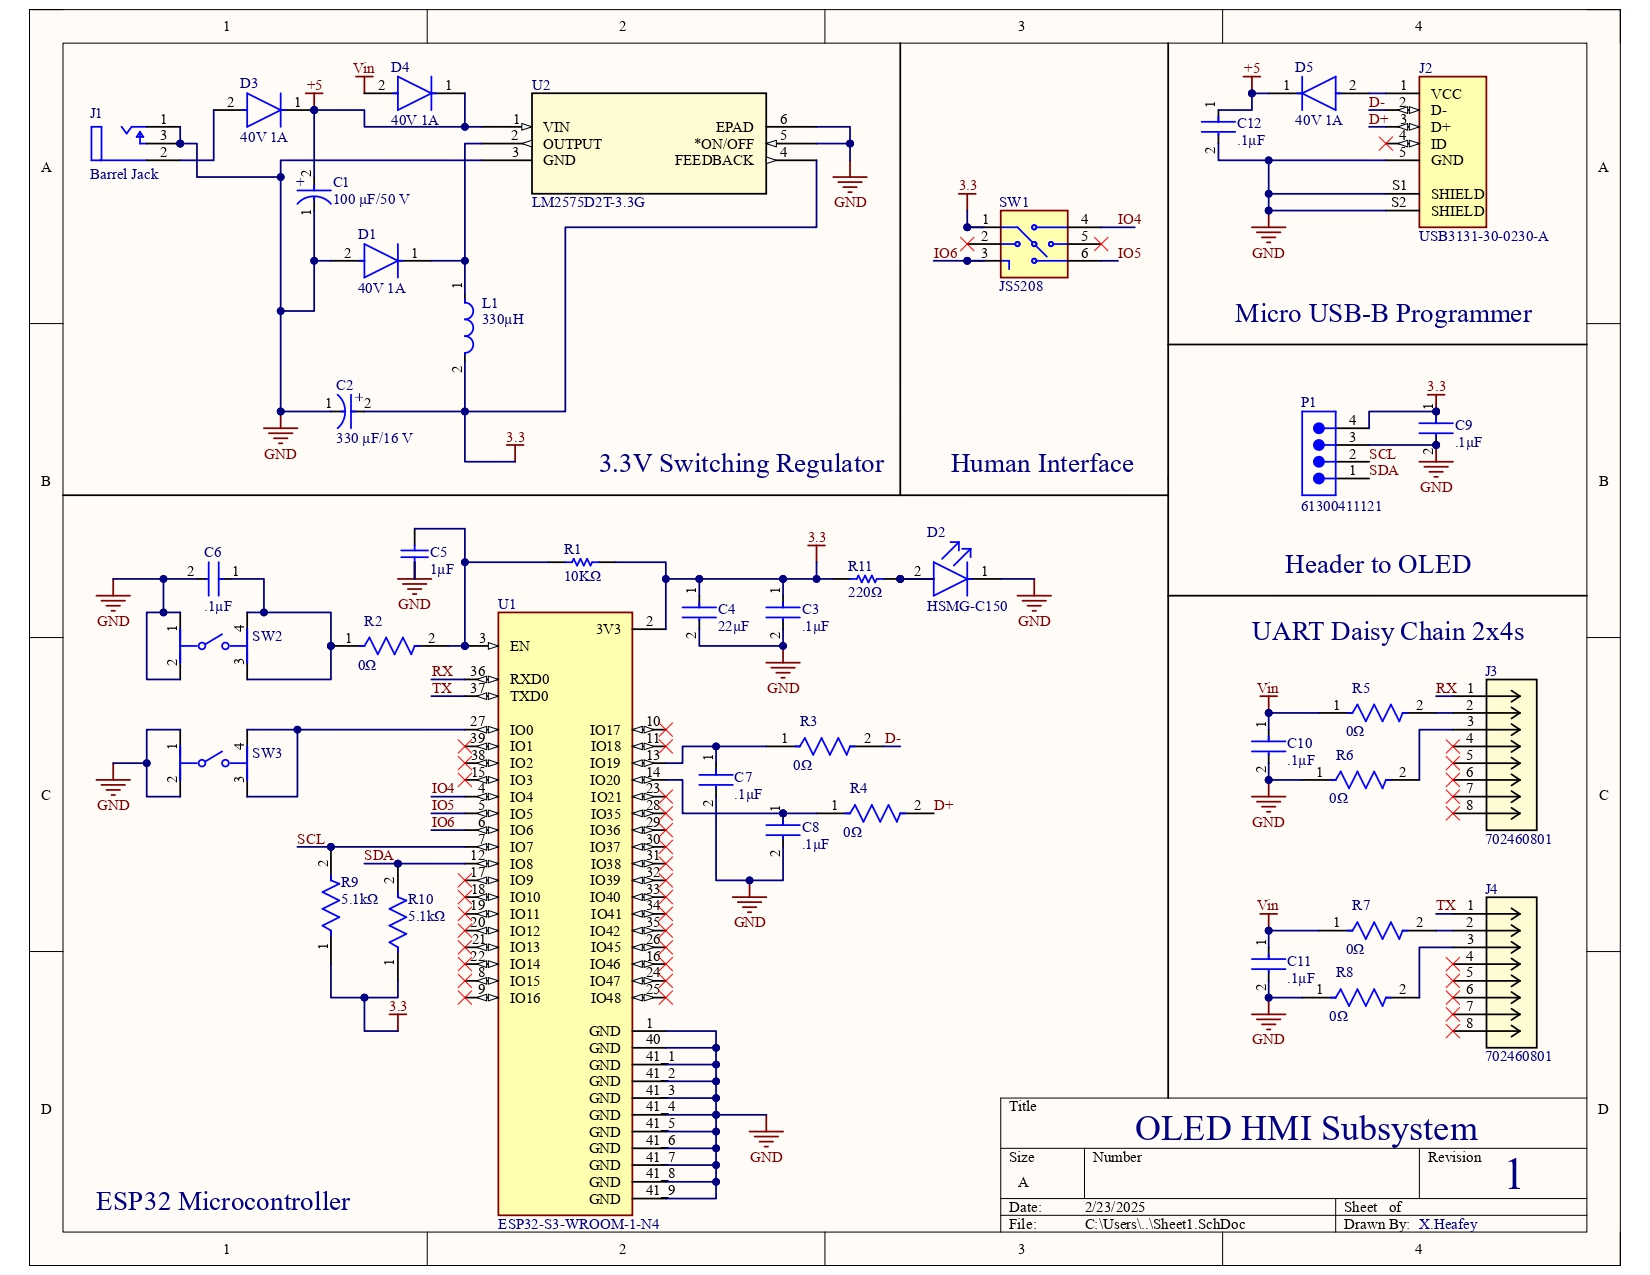 1 2 3 4
A A
B B
C C
D D
J1
1
3
2
Barrel Jack
D3
2 1
40V 1A
+5
Vin
D4
2 1
40V 1A
U2
1 VIN EPAD 6
2 OUTPUT *ON/OFF 5
3 GND FEEDBACK 4
LM2575D2T-3.3G
GND
+ 2
C1
100 µF/50 V
1
D1
2 1
40V 1A
1
L1
330µH
2
C2
1 + 2
330 µF/16 V
GND
3.3
3.3V Switching Regulator
3.3
SW1
1 4 IO4
2 5
IO6 3 6 IO5
JS5208
Human Interface
+5
D5
1 2
40V 1A
J2
1 VCC
D- 2 D-
D+ 3 D+
4 ID
5 GND
S1 SHIELD
S2 SHIELD
USB3131-30-0230-A
1
C12
.1µF
2
GND
Micro USB-B Programmer
P1
3.3
4
3
2 SCL
1 SDA
61300411121
1
C9
.1µF
2
GND
Header to OLED
C6
2 1
.1µF
GND
1 4
SW2
2 3
R2
1 2
0Ω
C5
1µF
GND
R1
10KΩ
3.3
R11
220Ω
D2
2 1
HSMG-C150
GND
1
C4
22µF
2
1
C3
.1µF
2
GND
U1
3V3 2
3 EN
RX 36 RXD0
TX 37 TXD0
27 IO0 IO17 10
39 IO1 IO18 11
38 IO2 IO19 13
15 IO3 IO20 14
IO4 4 IO4 IO21 23
IO5 5 IO5 IO35 28
IO6 6 IO6 IO36 29
SCL 7 IO7 IO37 30
SDA 12 IO8 IO38 31
17 IO9 IO39 32
18 IO10 IO40 33
19 IO11 IO41 34
20 IO12 IO42 35
21 IO13 IO45 26
22 IO14 IO46 16
8 IO15 IO47 24
9 IO16 IO48 25
GND 1
GND 40
GND 41_1
GND 41_2
GND 41_3
GND 41_4
GND 41_5
GND 41_6
GND 41_7
GND 41_8
GND 41_9
GND
ESP32-S3-WROOM-1-N4
GND
1 4
SW3
2 3
2
R9
5.1kΩ
1
2
R10
5.1kΩ
1
3.3
R3
1 2 D-
0Ω
1
C7
.1µF
2
R4
1 2 D+
0Ω
1
C8
.1µF
2
GND
ESP32 Microcontroller
UART Daisy Chain 2x4s
J3
Vin
R5
1 2
0Ω
1
C10
.1µF
2
R6
1 2
0Ω
GND
RX 1
2
3
4
5
6
7
8
702460801
J4
Vin
R7
1 2
0Ω
1
C11
.1µF
2
R8
1 2
0Ω
GND
TX 1
2
3
4
5
6
7
8
702460801
Title
OLED HMI Subsystem
Size Number Revision
A 1
Date: 2/23/2025 Sheet of
File: C:\Users\..\Sheet1.SchDoc Drawn By: X.Heafey
1 2 3 4